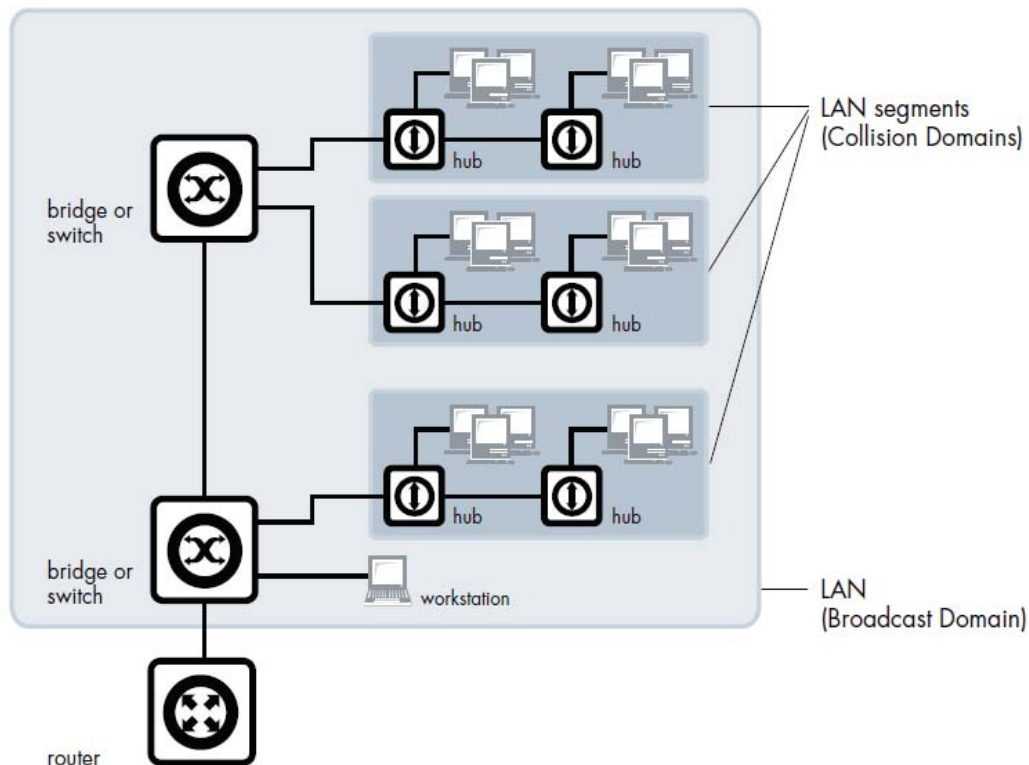 LAN segments
(Collision Domains)
hub
hub
bridge or
switch
hub
hub
hub
hub
bridge or
switch
workstation
LAN
(Broadcast Domain)
router